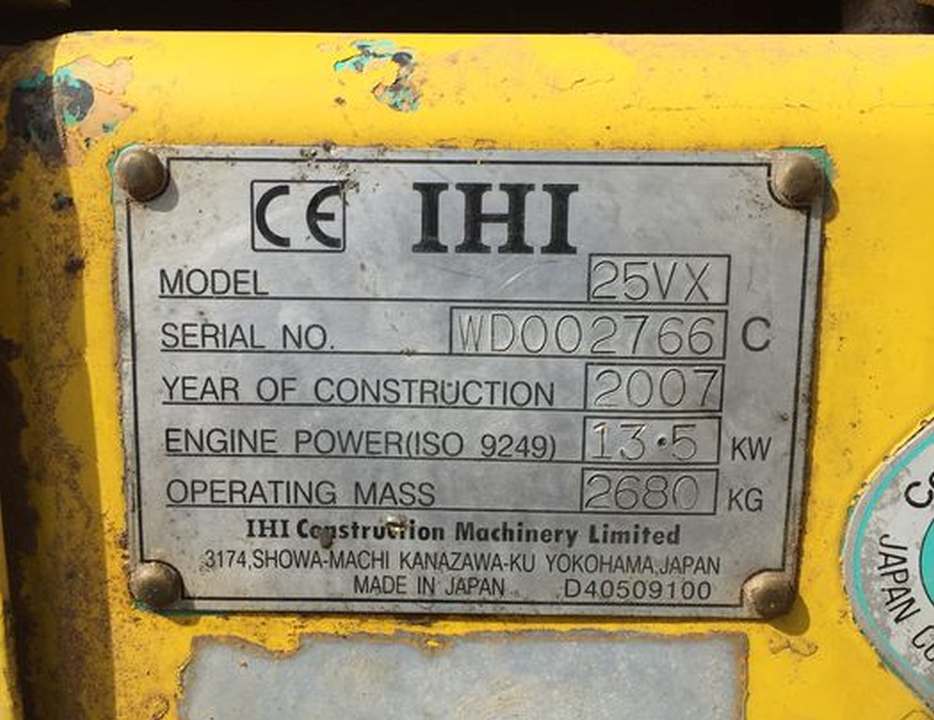 CE IHI
MODEL 25VX
SERIAL NO. WD002766 C
YEAR OF CONSTRUCTION 2007
ENGINE POWER(ISO 9249) 13.5 KW
OPERATING MASS 2680 KG
IHI Construction Machinery Limited
3174,SHOWA-MACHI KANAZAWA-KU YOKOHAMA,JAPAN
MADE IN JAPAN D40509100
JAPAN